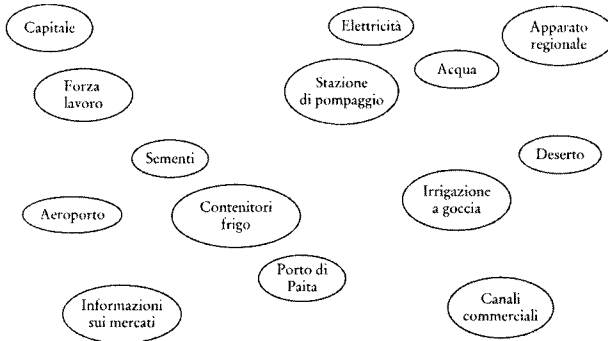 Capitale
Elettricità
Apparato
regionale
Acqua
Forza
lavoro
Stazione
di pompaggio
Sementi
Deserto
Aeroporto
Contenitori
frigo
Irrigazione
a goccia
Porto di
Paita
Informazioni
sui mercati
Canali
commerciali